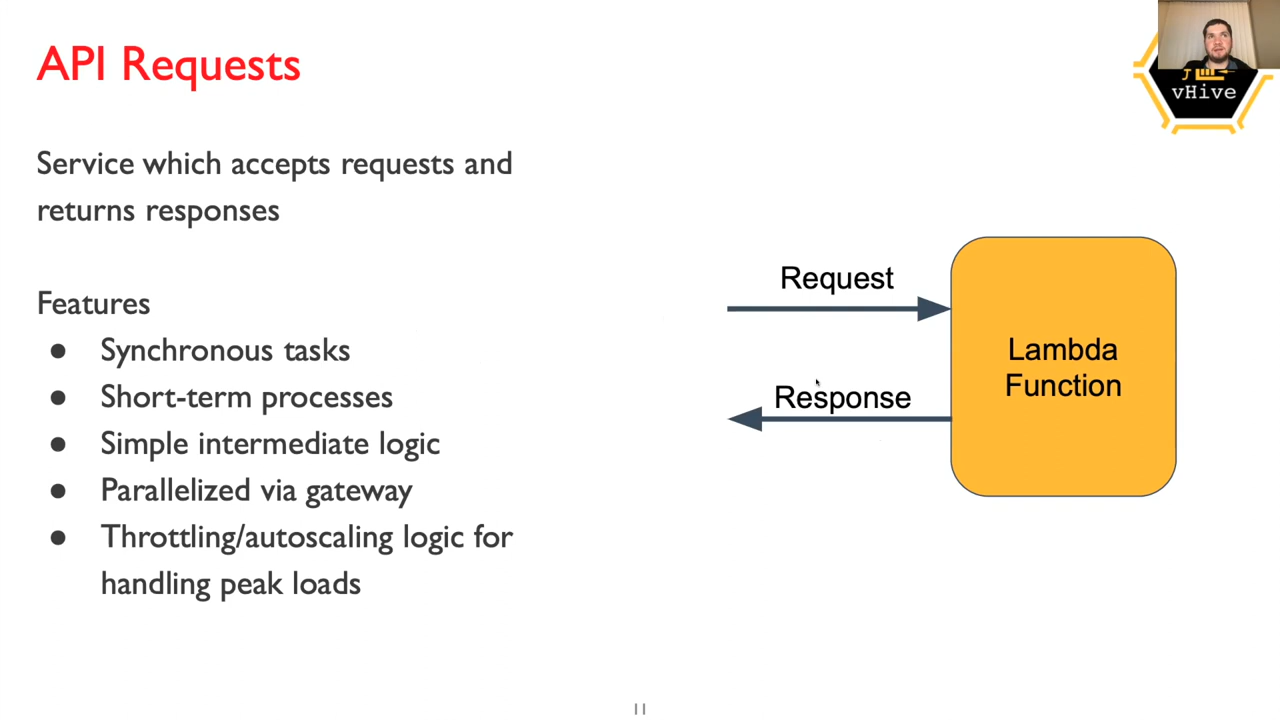 API Requests
vHive
Service which accepts requests and
returns responses
Features
● Synchronous tasks
● Short-term processes
● Simple intermediate logic
● Parallelized via gateway
● Throttling/autoscaling logic for
handling peak loads
Request
Response
Lambda
Function
11